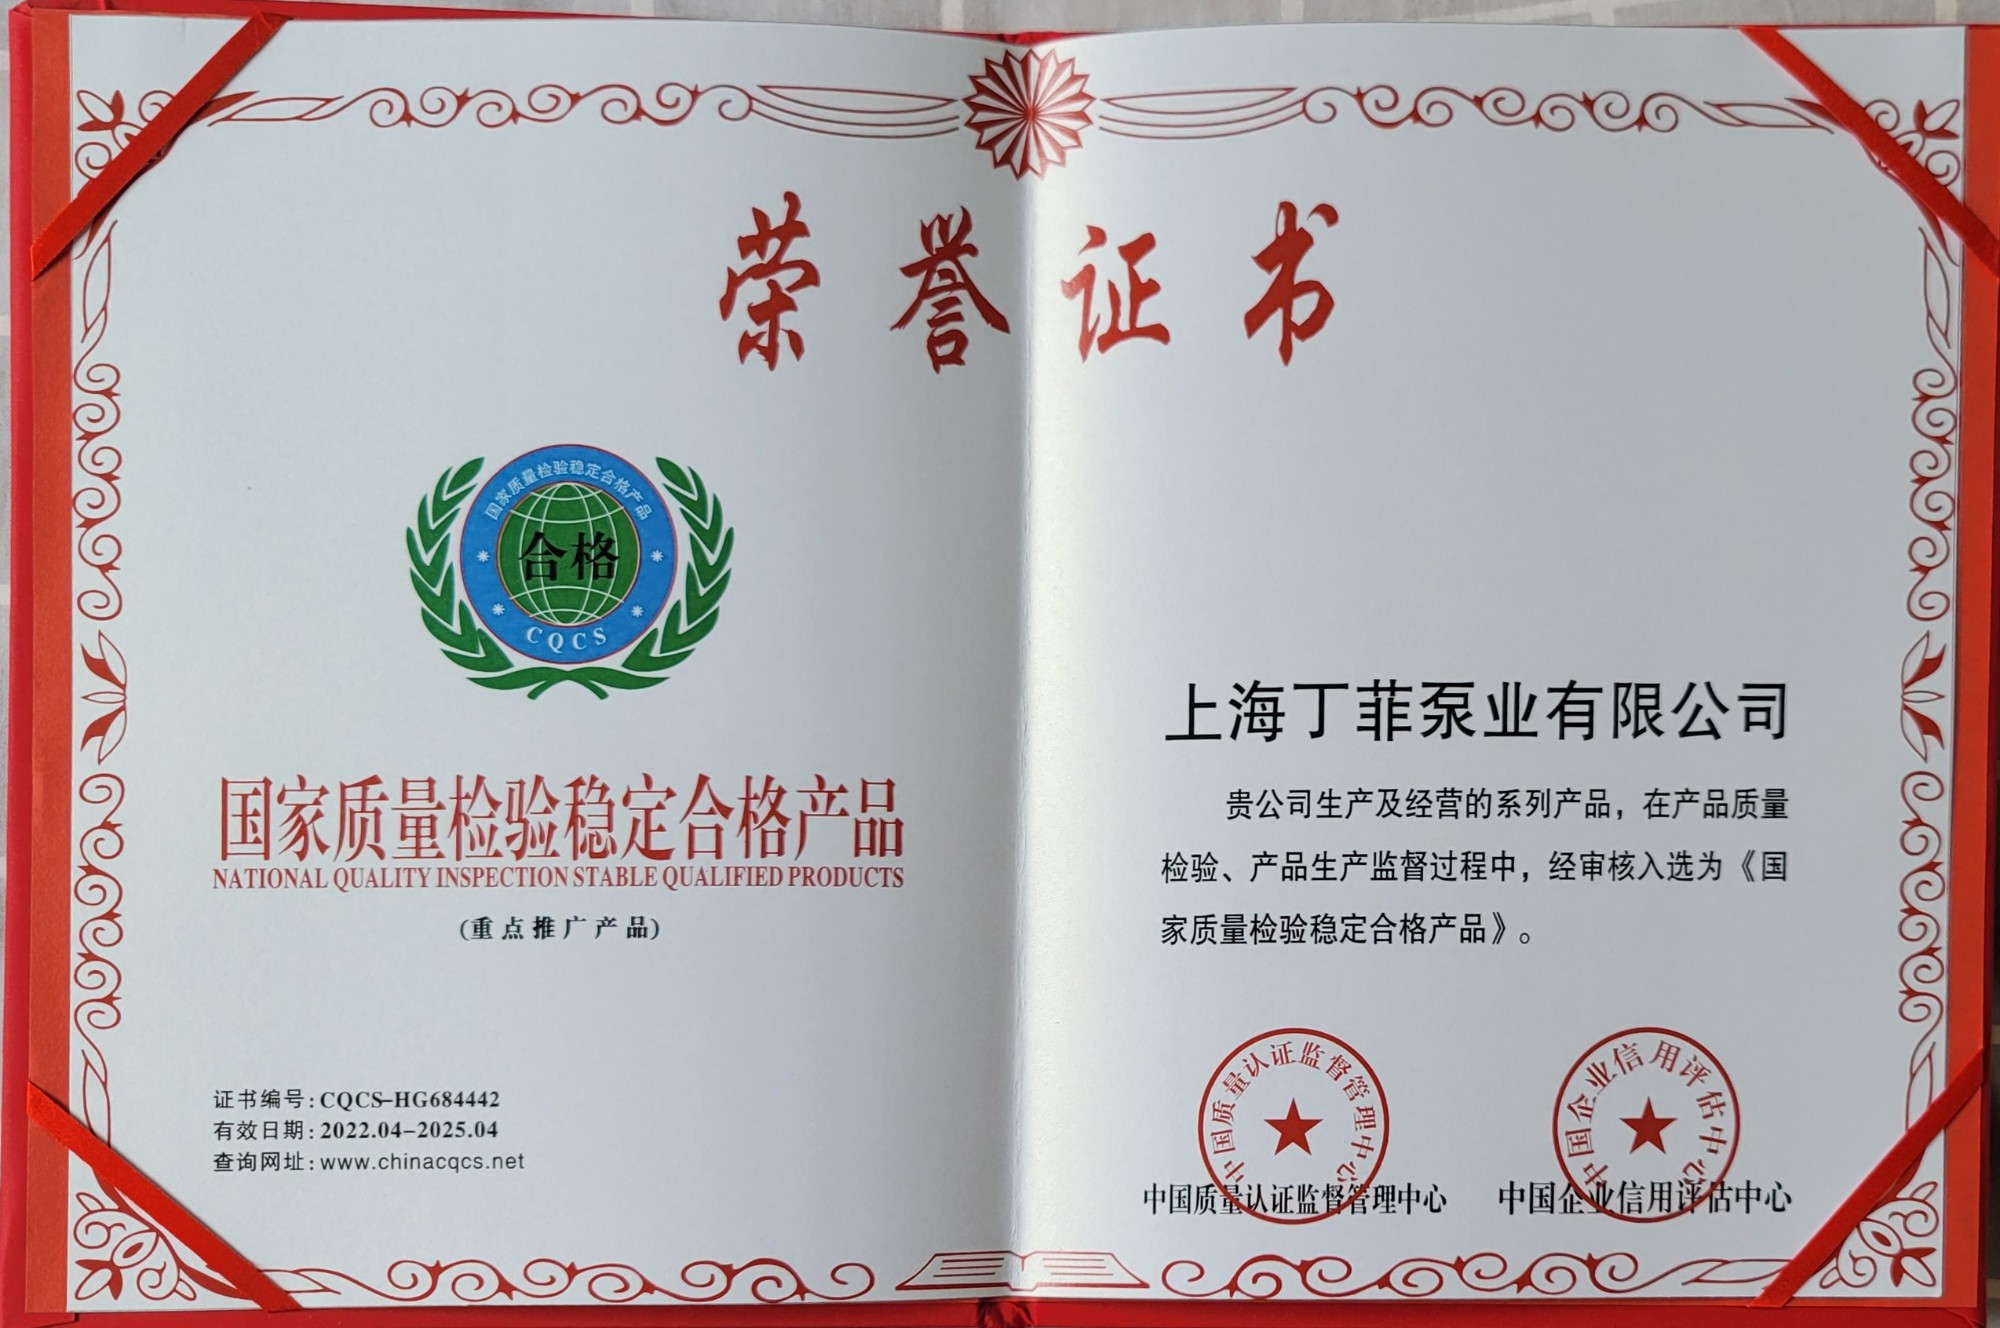 荣誉证书
国家质量检验稳定合格产品
合格
CQCS
国家质量检验稳定合格产品
NATIONAL QUALITY INSPECTION STABLE QUALIFIED PRODUCTS
(重点推广产品)
证书编号:CQCS-HG684442
有效日期:2022.04-2025.04
查询网址:www.chinacqcs.net
上海丁菲泵业有限公司
贵公司生产及经营的系列产品，在产品质量
检验、产品生产监督过程中，经审核入选为《国
家质量检验稳定合格产品》。
中国质量认证监督管理中心
中国企业信用评估中心
中国质量认证监督管理中心
中国企业信用评估中心